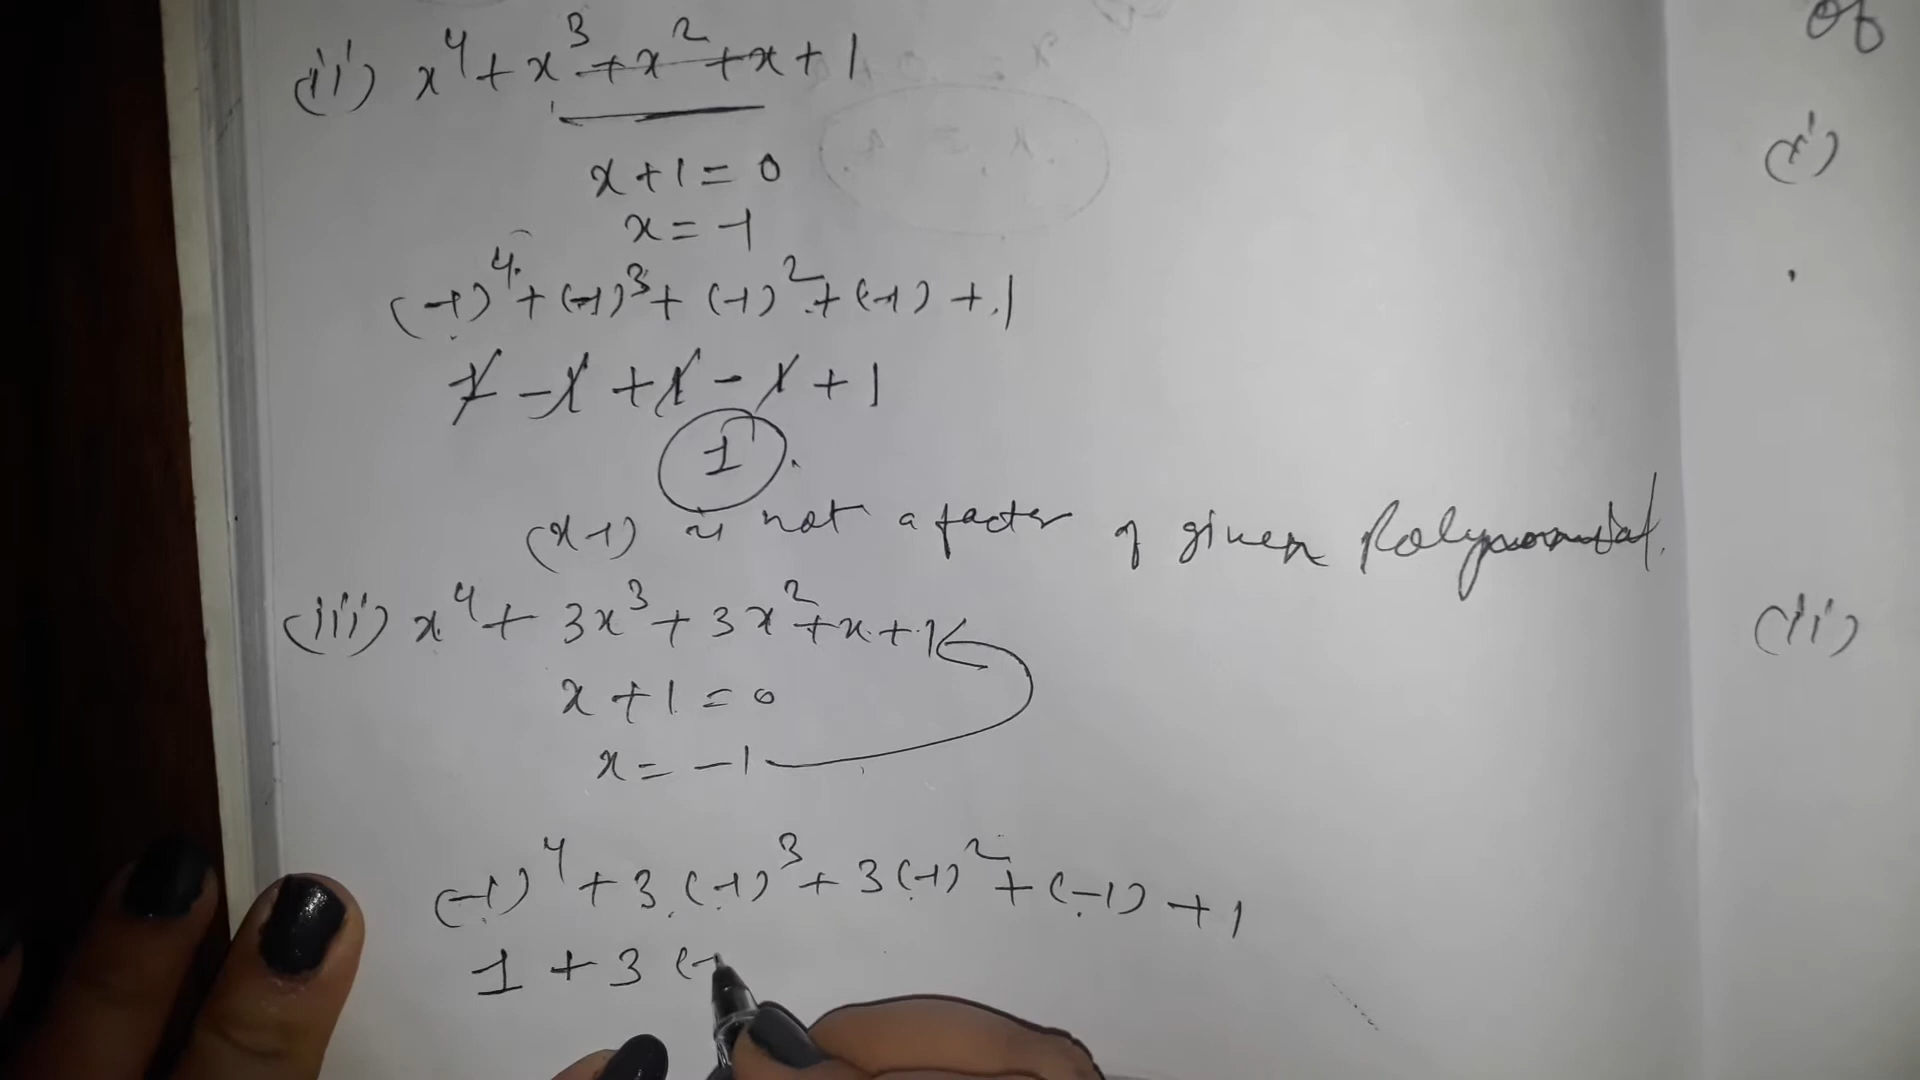 (ii) x⁴ + x³ + x² + x + 1
x + 1 = 0
x = -1
(-1)⁴ + (-1)³ + (-1)² + (-1) + 1
1 - 1 + 1 - 1 + 1
1.
(x+1) is not a factor of given Polynomial.
(iii) x⁴ + 3x³ + 3x² + x + 1
x + 1 = 0
x = -1
(-1)⁴ + 3(-1)³ + 3(-1)² + (-1) + 1
1 + 3 (-
of
(i)
(ii)